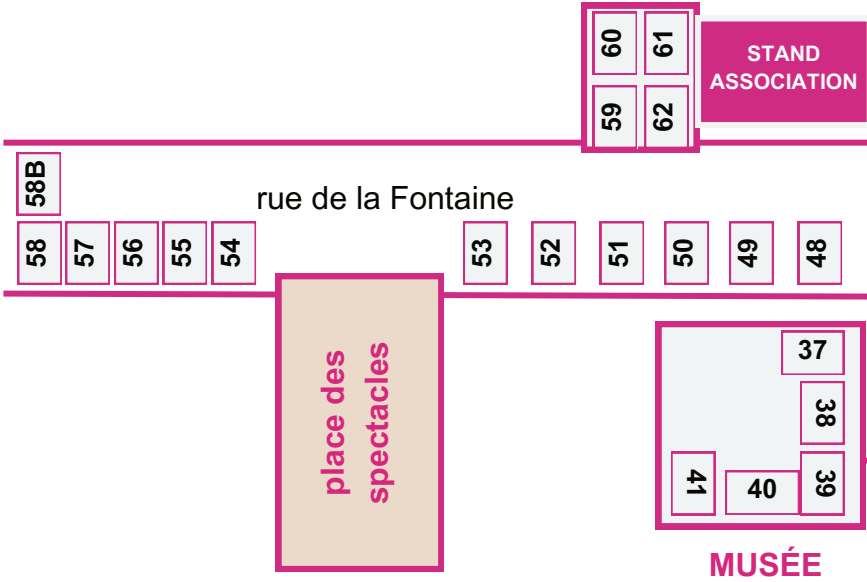 60
61
STAND
ASSOCIATION
59
62
58B
rue de la Fontaine
58
57
56
55
54
53
52
51
50
49
48
place des
spectacles
37
38
41
40
39
MUSÉE